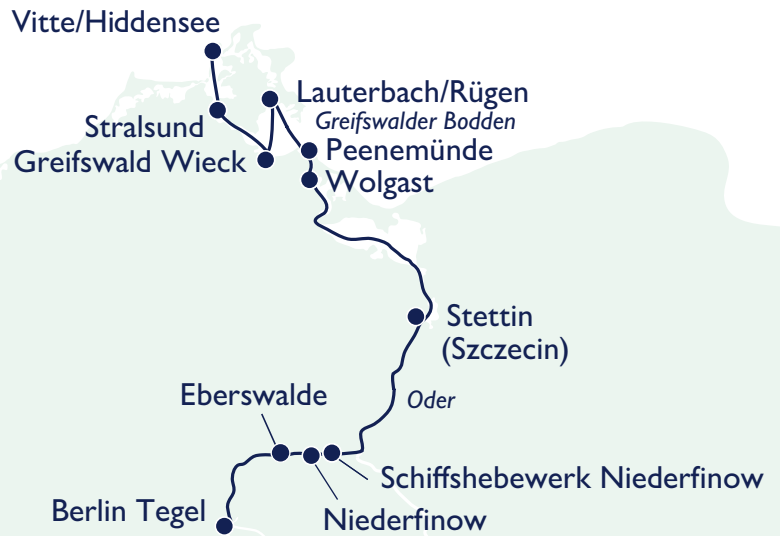 Vitte/Hiddensee
Lauterbach/Rügen
Greifswalder Bodden
Stralsund
Greifswald Wieck
Peenemünde
Wolgast
Stettin
(Szczecin)
Eberswalde
Oder
Schiffshebewerk Niederfinow
Berlin Tegel
Niederfinow